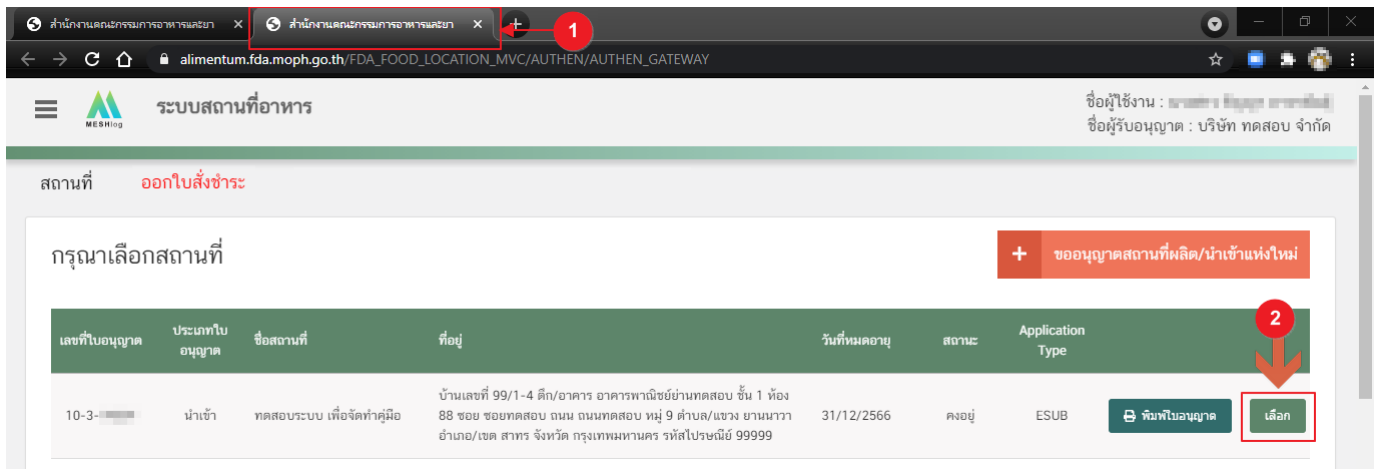 สำนักงานคณะกรรมการอาหารและยา
สำนักงานคณะกรรมการอาหารและยา
1
alimentum.fda.moph.go.th/FDA_FOOD_LOCATION_MVC/AUTHEN/AUTHEN_GATEWAY
MESHlog
ระบบสถานที่อาหาร
ชื่อผู้ใช้งาน :
ชื่อผู้รับอนุญาต : บริษัท ทดสอบ จำกัด
สถานที่ ออกใบสั่งชำระ
กรุณาเลือกสถานที่
+ ขออนุญาตสถานที่ผลิต/นำเข้าแห่งใหม่
2
เลขที่ใบอนุญาต
ประเภทใบ
อนุญาต
ชื่อสถานที่
ที่อยู่
วันที่หมดอายุ
สถานะ
Application
Type
10-3-
นำเข้า
ทดสอบระบบ เพื่อจัดทำคู่มือ
บ้านเลขที่ 99/1-4 ตึก/อาคาร อาคารพาณิชย์ย่านทดสอบ ชั้น 1 ห้อง
88 ซอย ซอยทดสอบ ถนน ถนนทดสอบ หมู่ 9 ตำบล/แขวง ยานนาวา
อำเภอ/เขต สาทร จังหวัด กรุงเทพมหานคร รหัสไปรษณีย์ 99999
31/12/2566
คงอยู่
ESUB
พิมพ์ใบอนุญาต
เลือก